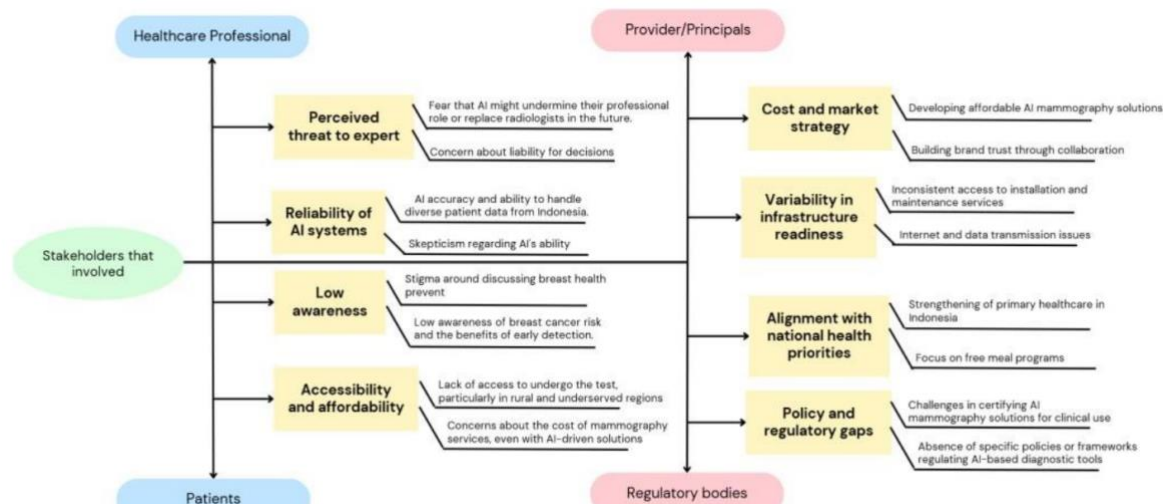 Healthcare Professional
Provider/Principals
Perceived
threat to expert
Fear that AI might undermine their professional
role or replace radiologists in the future.
Concern about liability for decisions
Reliability of
AI systems
AI accuracy and ability to handle
diverse patient data from Indonesia.
Skepticism regarding AI's ability
Stakeholders that
involved
Low
awareness
Stigma around discussing breast health
prevent
Low awareness of breast cancer risk
and the benefits of early detection.
Accessibility
and affordability
Lack of access to undergo the test,
particularly in rural and underserved regions
Concerns about the cost of mammography
services, even with AI-driven solutions
Patients
Cost and market
strategy
Developing affordable AI mammography solutions
Building brand trust through collaboration
Variability in
infrastructure
readiness
Inconsistent access to installation and
maintenance services
Internet and data transmission issues
Alignment with
national health
priorities
Strengthening of primary healthcare in
Indonesia
Focus on free meal programs
Policy and
regulatory gaps
Challenges in certifying AI
mammography solutions for clinical use
Absence of specific policies or frameworks
regulating AI-based diagnostic tools
Regulatory bodies